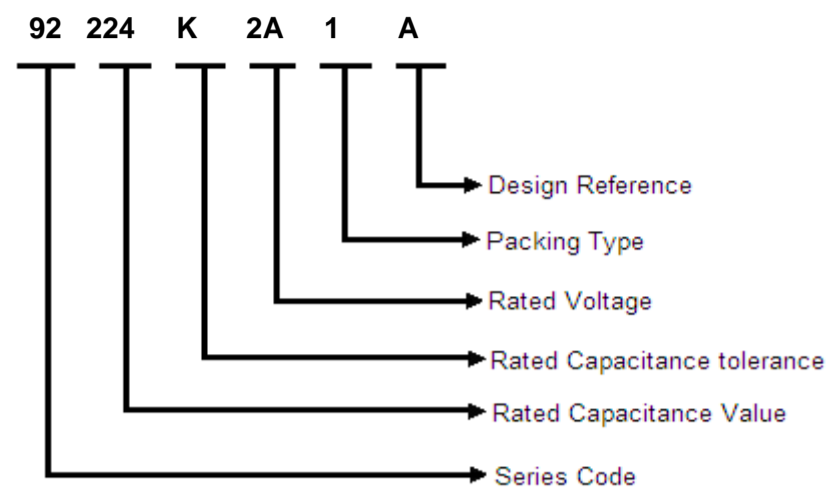 92 224 K 2A 1 A
Design Reference
Packing Type
Rated Voltage
Rated Capacitance tolerance
Rated Capacitance Value
Series Code